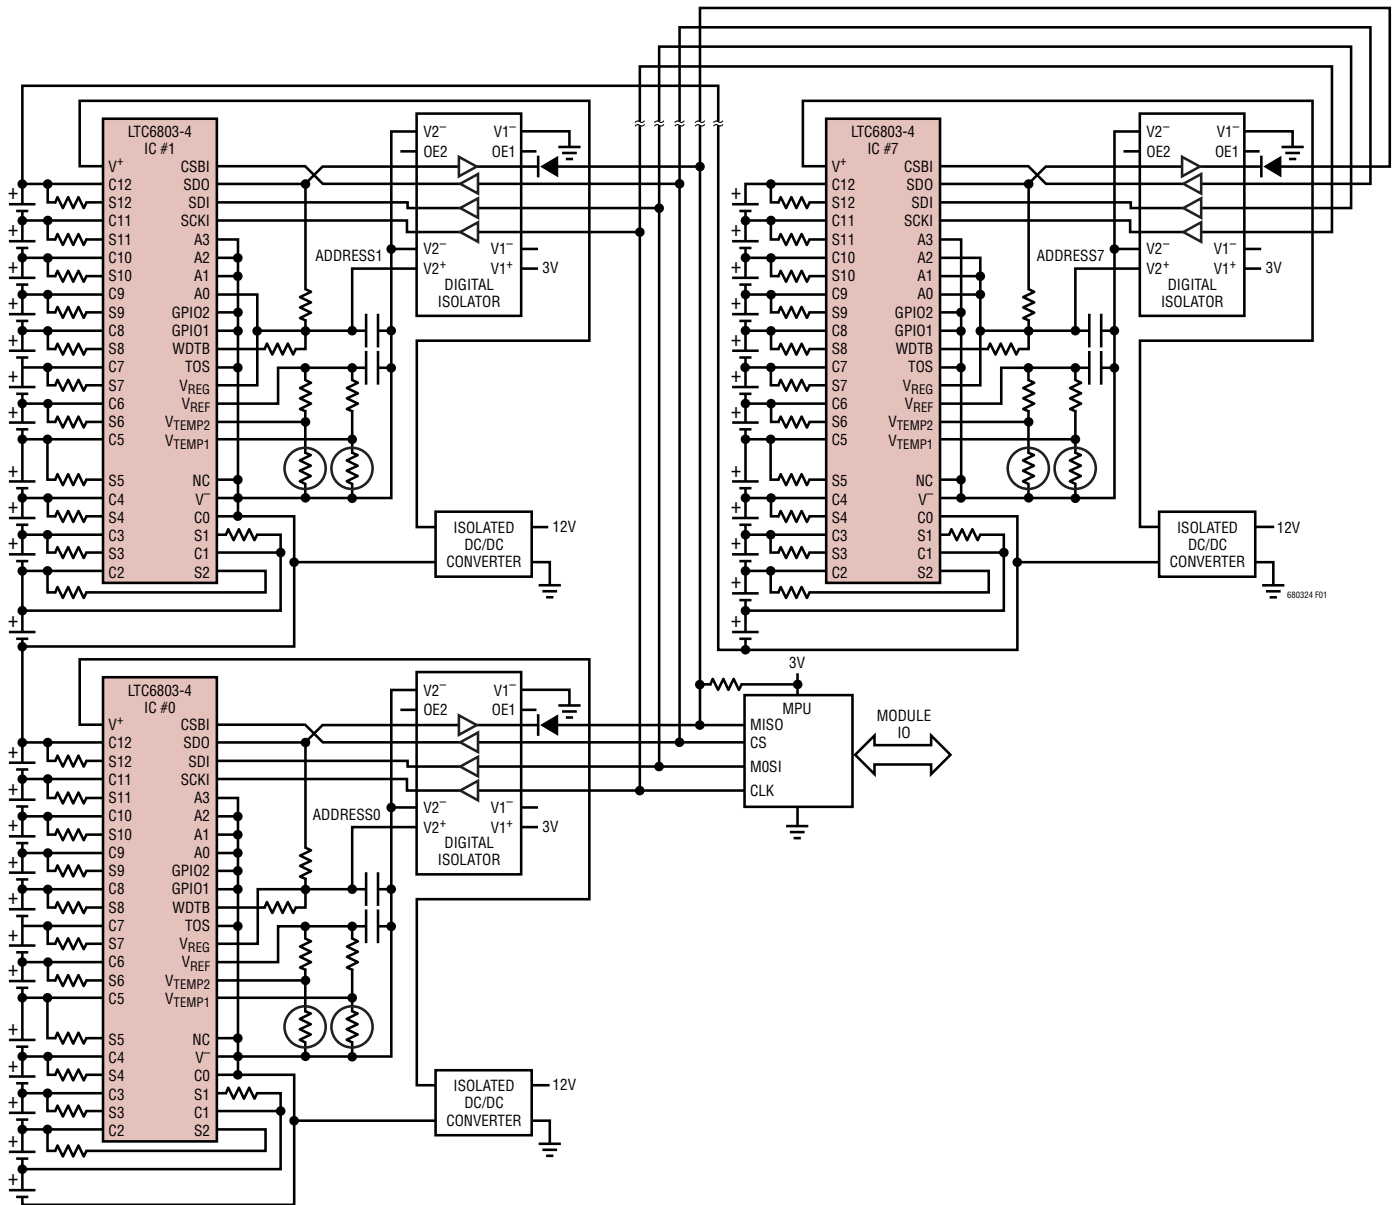 LTC6803-4
IC #1
V+
C12
S12
C11
S11
C10
S10
C9
S9
C8
S8
C7
S7
C6
S6
C5
S5
C4
S4
C3
S3
C2
CSBI
SDO
SDI
SCKI
A3
A2
A1
A0
GPIO2
GPIO1
WDTB
TOS
VREG
VREF
VTEMP2
VTEMP1
NC
V−
C0
S1
C1
S2
ADDRESS1
V2−
OE2
V1−
OE1
V2−
V2+
V1−
V1+
3V
DIGITAL
ISOLATOR
ISOLATED
DC/DC
CONVERTER
12V
LTC6803-4
IC #7
V+
C12
S12
C11
S11
C10
S10
C9
S9
C8
S8
C7
S7
C6
S6
C5
S5
C4
S4
C3
S3
C2
CSBI
SDO
SDI
SCKI
A3
A2
A1
A0
GPIO2
GPIO1
WDTB
TOS
VREG
VREF
VTEMP2
VTEMP1
NC
V−
C0
S1
C1
S2
ADDRESS7
V2−
OE2
V1−
OE1
V2−
V2+
V1−
V1+
3V
DIGITAL
ISOLATOR
ISOLATED
DC/DC
CONVERTER
12V
680324 F01
LTC6803-4
IC #0
V+
C12
S12
C11
S11
C10
S10
C9
S9
C8
S8
C7
S7
C6
S6
C5
S5
C4
S4
C3
S3
C2
CSBI
SDO
SDI
SCKI
A3
A2
A1
A0
GPIO2
GPIO1
WDTB
TOS
VREG
VREF
VTEMP2
VTEMP1
NC
V−
C0
S1
C1
S2
ADDRESS0
V2−
OE2
V1−
OE1
V2−
V2+
V1−
V1+
3V
DIGITAL
ISOLATOR
ISOLATED
DC/DC
CONVERTER
12V
3V
MPU
MISO
CS
M0SI
CLK
MODULE
IO